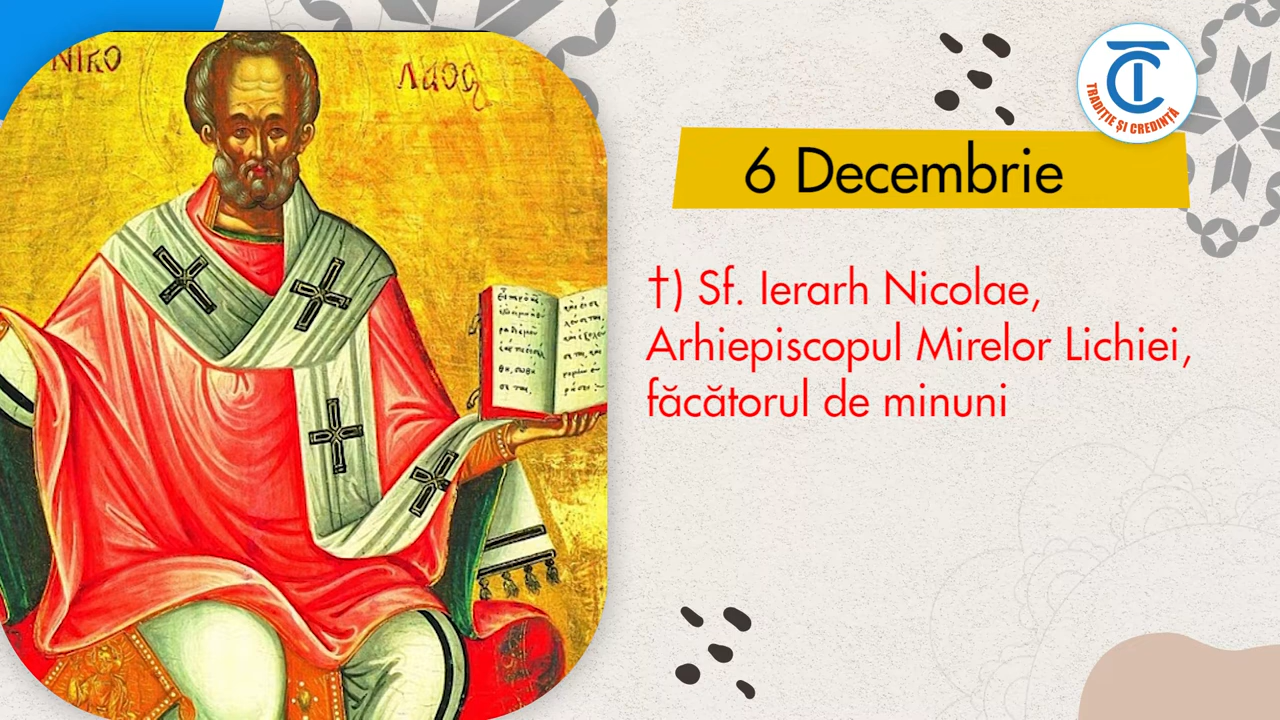 ΝΙΚΟ
λαος
TRADIȚIE ȘI CREDINȚĂ
6 Decembrie
†) Sf. Ierarh Nicolae,
Arhiepiscopul Mirelor Lichiei,
făcătorul de minuni